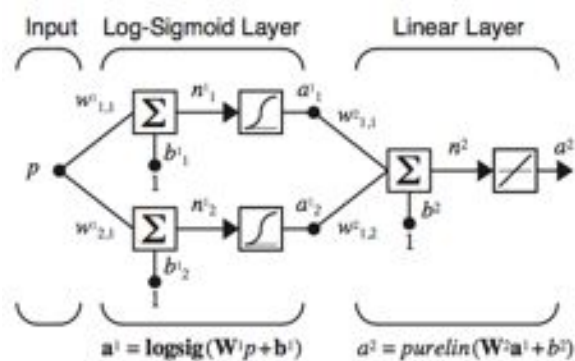 Input Log-Sigmoid Layer Linear Layer
w¹₁,₁ Σ n¹₁ a¹₁ w²₁,₁
b¹₁
1
p Σ n² a²
b²
1
w¹₂,₁ Σ n¹₂ a¹₂ w²₁,₂
b¹₂
1
a¹ = logsig(W¹p+b¹) a² = purelin(W²a¹+b²)